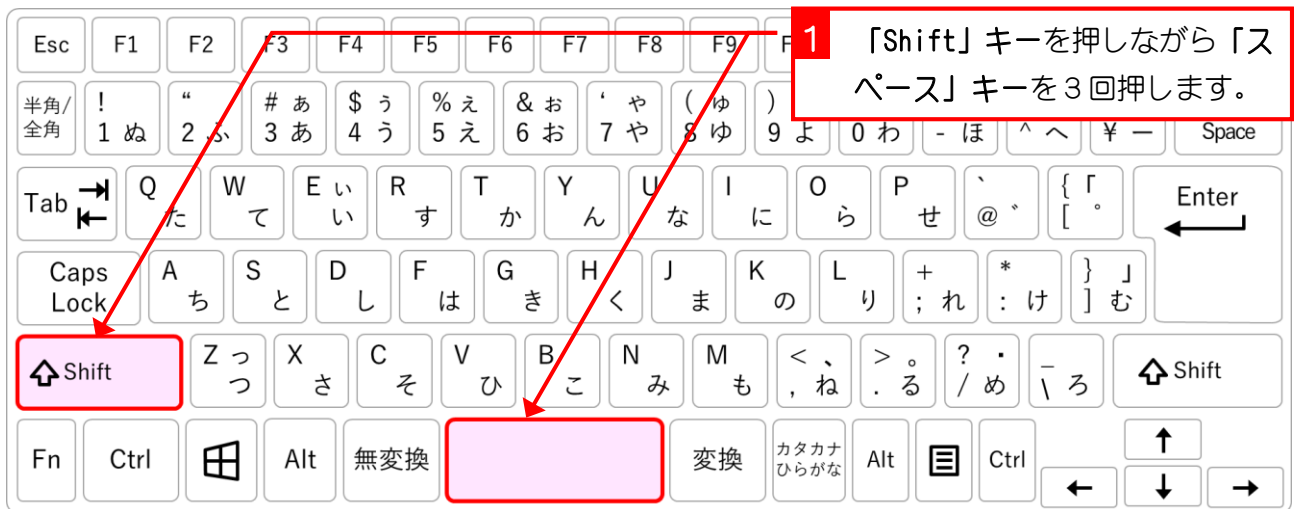 1 「Shift」キーを押しながら「ス
ペース」キーを3回押します。
Esc F1 F2 F3 F4 F5 F6 F7 F8 F9 F
半角/ ! “ # ぁ $ ぅ % ぇ & ぉ ‘ ゃ ( ゅ )
全角 1 ぬ 2 ふ 3 あ 4 う 5 え 6 お 7 や 8 ゆ 9 よ 0 わ - ほ ^ へ ¥ ー Space
Q W E ぃ R T Y U I O P ` { 「 Enter
Tab た て い す か ん な に ら せ @ ゛ [ ゜
Caps A S D F G H J K L + * } 」
Lock ち と し は き く ま の り ; れ : け ] む
Shift Z っ X C V B N M < 、 > 。 ? ・ _ Shift
つ さ そ ひ こ み も , ね . る / め \ ろ
Fn Ctrl Alt 無変換 変換 カタカナ Alt Ctrl
ひらがな